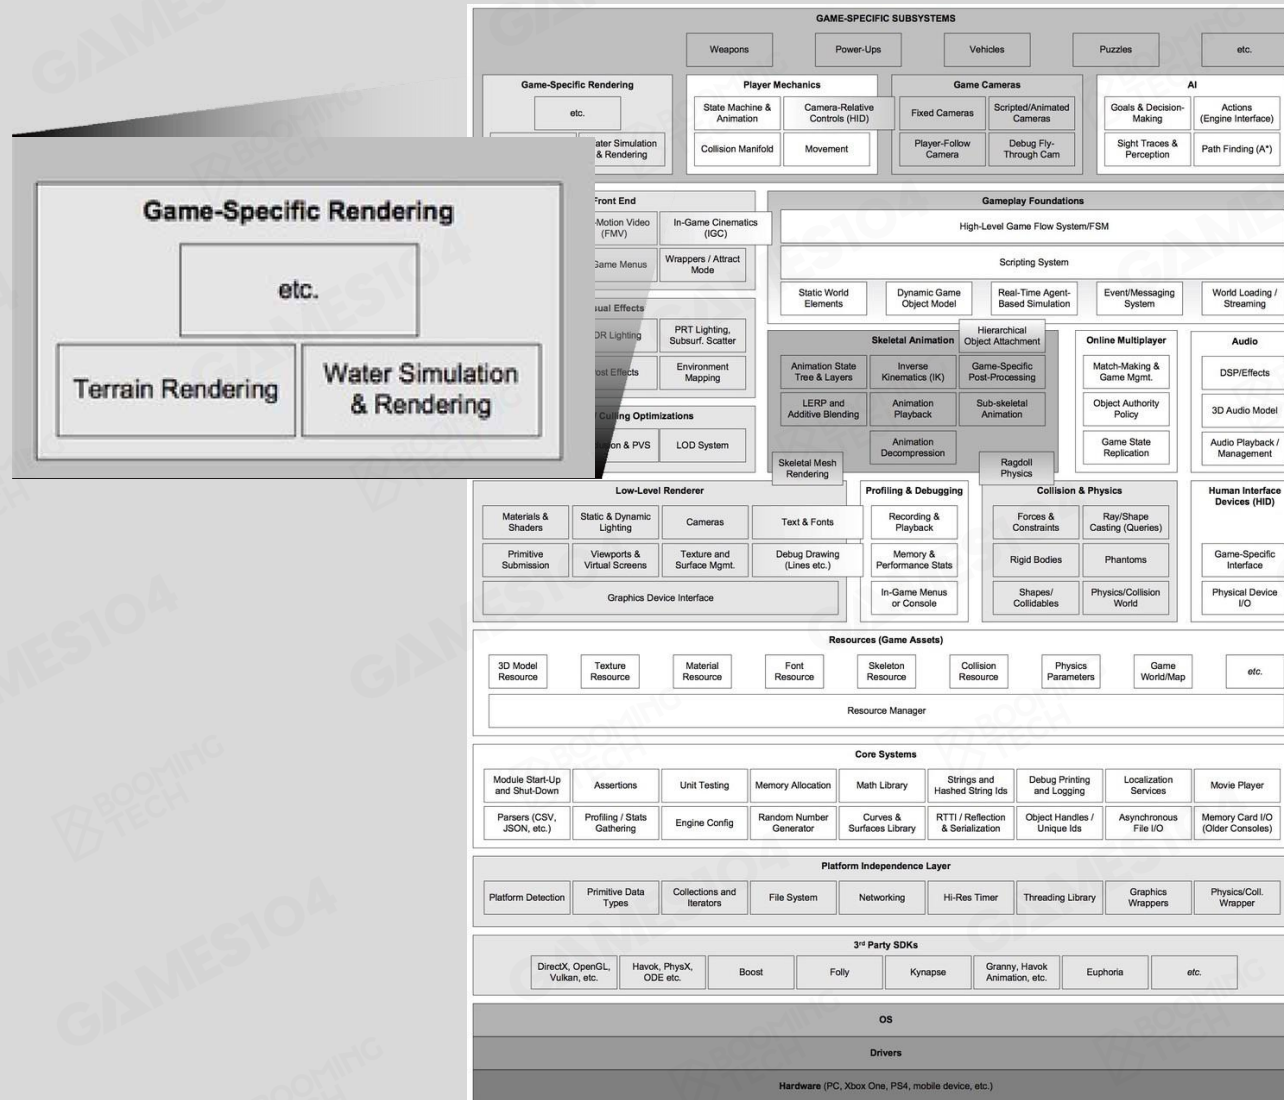 GAME-SPECIFIC SUBSYSTEMS
Weapons
Power-Ups
Vehicles
Puzzles
etc.
Game-Specific Rendering
etc.
ater Simulation
& Rendering
Player Mechanics
State Machine &
Animation
Camera-Relative
Controls (HID)
Collision Manifold
Movement
Game Cameras
Fixed Cameras
Scripted/Animated
Cameras
Player-Follow
Camera
Debug Fly-
Through Cam
AI
Goals & Decision-
Making
Actions
(Engine Interface)
Sight Traces &
Perception
Path Finding (A*)
Game-Specific Rendering
etc.
Terrain Rendering
Water Simulation
& Rendering
Front End
-Motion Video
(FMV)
In-Game Cinematics
(IGC)
Game Menus
Wrappers / Attract
Mode
sual Effects
DR Lighting
PRT Lighting,
Subsurf. Scatter
ost Effects
Environment
Mapping
Culling Optimizations
on & PVS
LOD System
Gameplay Foundations
High-Level Game Flow System/FSM
Scripting System
Static World
Elements
Dynamic Game
Object Model
Real-Time Agent-
Based Simulation
Event/Messaging
System
World Loading /
Streaming
Skeletal Animation
Hierarchical
Object Attachment
Animation State
Tree & Layers
Inverse
Kinematics (IK)
Game-Specific
Post-Processing
LERP and
Additive Blending
Animation
Playback
Sub-skeletal
Animation
Animation
Decompression
Skeletal Mesh
Rendering
Ragdoll
Physics
Online Multiplayer
Match-Making &
Game Mgmt.
Object Authority
Policy
Game State
Replication
Audio
DSP/Effects
3D Audio Model
Audio Playback /
Management
Low-Level Renderer
Materials &
Shaders
Static & Dynamic
Lighting
Cameras
Text & Fonts
Primitive
Submission
Viewports &
Virtual Screens
Texture and
Surface Mgmt.
Debug Drawing
(Lines etc.)
Graphics Device Interface
Profiling & Debugging
Recording &
Playback
Memory &
Performance Stats
In-Game Menus
or Console
Collision & Physics
Forces &
Constraints
Ray/Shape
Casting (Queries)
Rigid Bodies
Phantoms
Shapes/
Collidables
Physics/Collision
World
Human Interface
Devices (HID)
Game-Specific
Interface
Physical Device
I/O
Resources (Game Assets)
3D Model
Resource
Texture
Resource
Material
Resource
Font
Resource
Skeleton
Resource
Collision
Resource
Physics
Parameters
Game
World/Map
etc.
Resource Manager
Core Systems
Module Start-Up
and Shut-Down
Assertions
Unit Testing
Memory Allocation
Math Library
Strings and
Hashed String Ids
Debug Printing
and Logging
Localization
Services
Movie Player
Parsers (CSV,
JSON, etc.)
Profiling / Stats
Gathering
Engine Config
Random Number
Generator
Curves &
Surfaces Library
RTTI / Reflection
& Serialization
Object Handles /
Unique Ids
Asynchronous
File I/O
Memory Card I/O
(Older Consoles)
Platform Independence Layer
Platform Detection
Primitive Data
Types
Collections and
Iterators
File System
Networking
Hi-Res Timer
Threading Library
Graphics
Wrappers
Physics/Coll.
Wrapper
3rd Party SDKs
DirectX, OpenGL,
Vulkan, etc.
Havok, PhysX,
ODE etc.
Boost
Folly
Kynapse
Granny, Havok
Animation, etc.
Euphoria
etc.
OS
Drivers
Hardware (PC, Xbox One, PS4, mobile device, etc.)
GAMES104
BOOMING
TECH